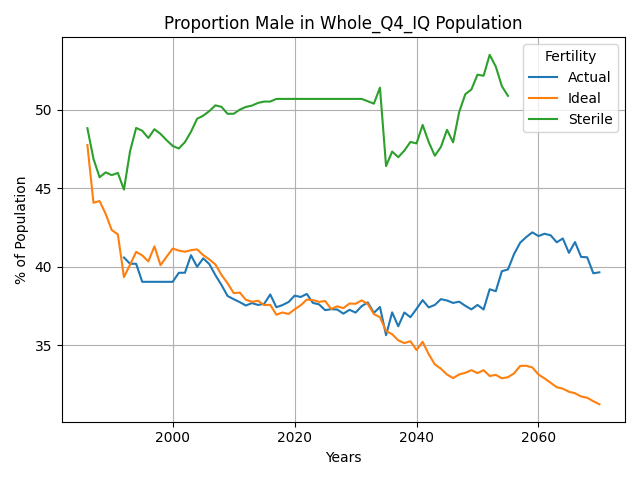 Proportion Male in Whole_Q4_IQ Population
Fertility
Actual
Ideal
Sterile
% of Population
50
45
40
35
2000
2020
2040
2060
Years